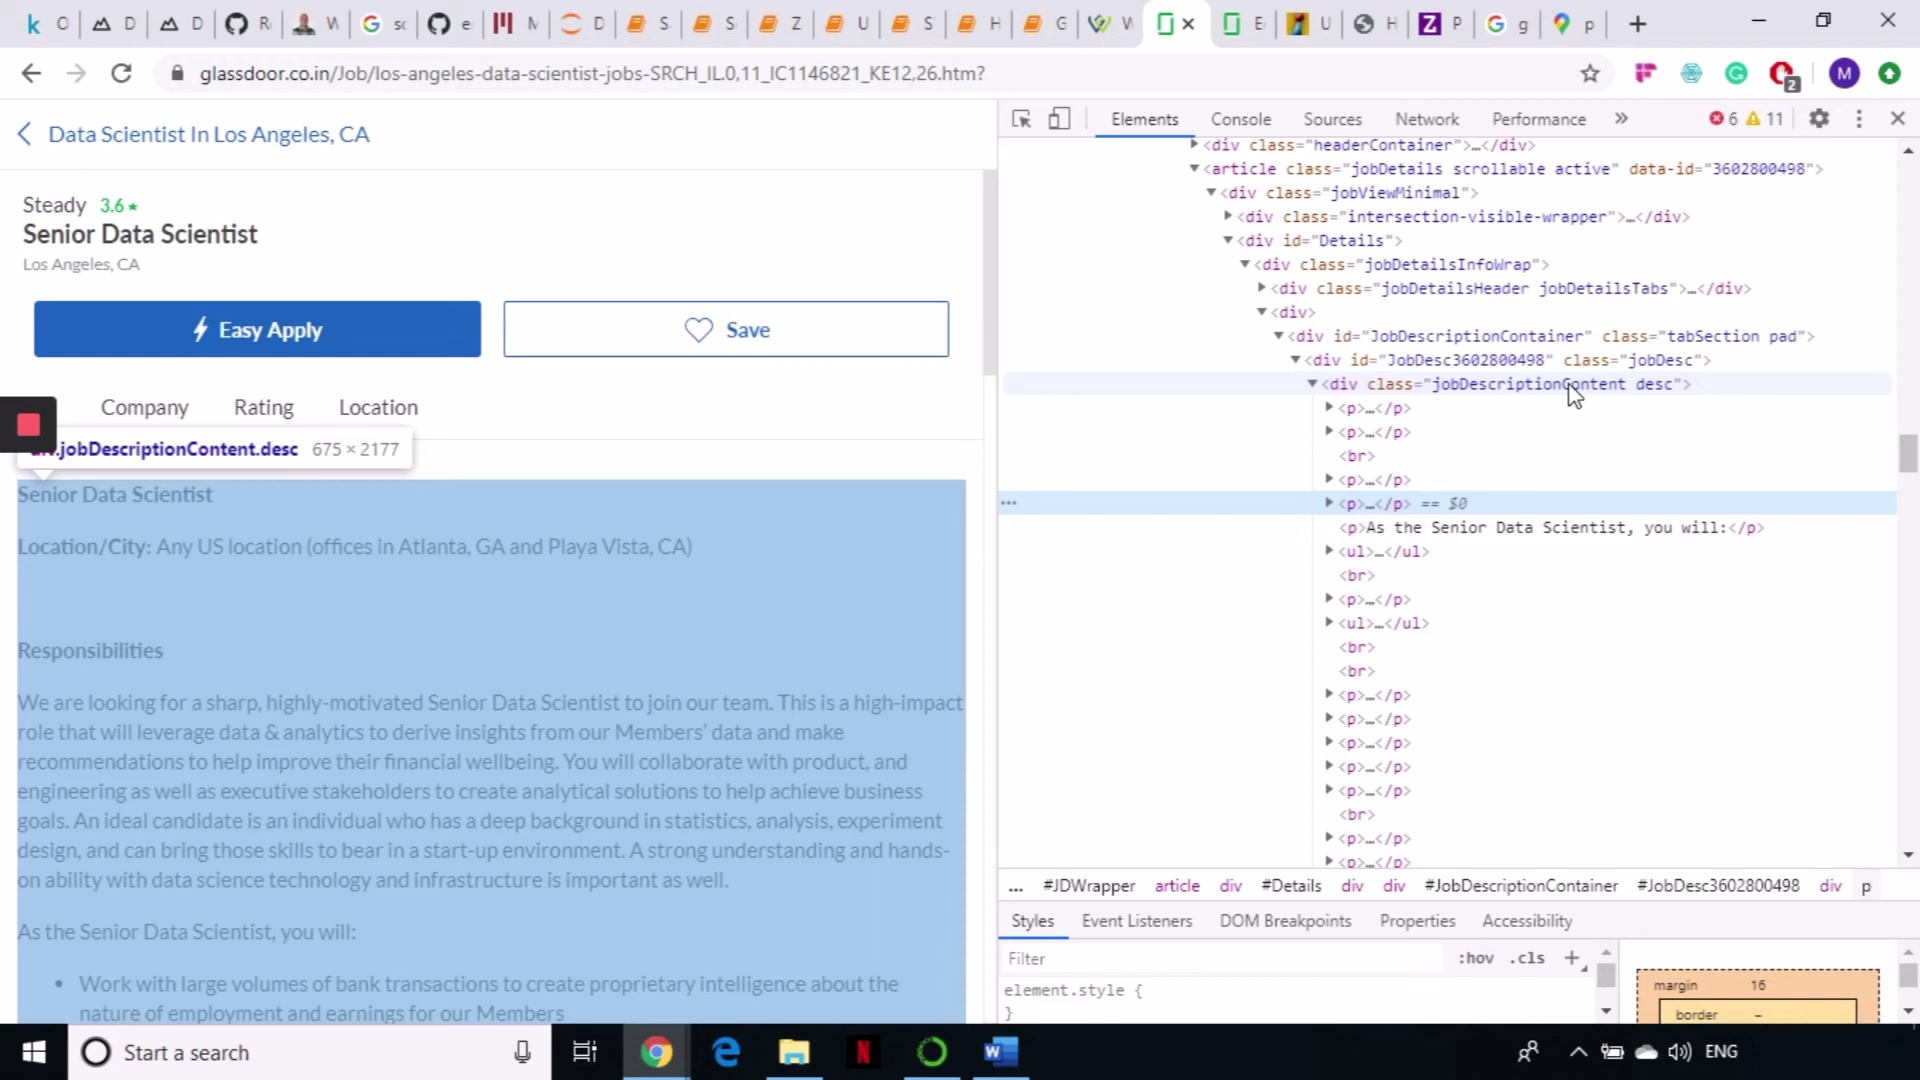 O
D
D
R
W
sc
e
M
D
S
S
Z
U
S
H
G
W
E
U
H
P
g
p
glassdoor.co.in/Job/los-angeles-data-scientist-jobs-SRCH_IL.0,11_IC1146821_KE12,26.htm?
2
M
Data Scientist In Los Angeles, CA
Steady 3.6 ★
Senior Data Scientist
Los Angeles, CA
Easy Apply
Save
Company Rating Location
.jobDescriptionContent.desc 675 × 2177
Senior Data Scientist
Location/City: Any US location (offices in Atlanta, GA and Playa Vista, CA)
Responsibilities
We are looking for a sharp, highly-motivated Senior Data Scientist to join our team. This is a high-impact
role that will leverage data & analytics to derive insights from our Members’ data and make
recommendations to help improve their financial wellbeing. You will collaborate with product, and
engineering as well as executive stakeholders to create analytical solutions to help achieve business
goals. An ideal candidate is an individual who has a deep background in statistics, analysis, experiment
design, and can bring those skills to bear in a start-up environment. A strong understanding and hands-
on ability with data science technology and infrastructure is important as well.
As the Senior Data Scientist, you will:
• Work with large volumes of bank transactions to create proprietary intelligence about the
nature of employment and earnings for our Members
Elements Console Sources Network Performance » 6 11
<div class="headerContainer">…</div>
<article class="jobDetails scrollable active" data-id="3602800498">
<div class="jobViewMinimal">
<div class="intersection-visible-wrapper">…</div>
<div id="Details">
<div class="jobDetailsInfoWrap">
<div class="jobDetailsHeader jobDetailsTabs">…</div>
<div>
<div id="JobDescriptionContainer" class="tabSection pad">
<div id="JobDesc3602800498" class="jobDesc">
<div class="jobDescriptionContent desc">
<p>…</p>
<p>…</p>
<br>
<p>…</p>
<p>…</p> == $0
<p>As the Senior Data Scientist, you will:</p>
<ul>…</ul>
<br>
<p>…</p>
<ul>…</ul>
<br>
<br>
<p>…</p>
<p>…</p>
<p>…</p>
<p>…</p>
<p>…</p>
<br>
<p>…</p>
<p>…</p>
... #JDWrapper article div #Details div div #JobDescriptionContainer #JobDesc3602800498 div p
Styles Event Listeners DOM Breakpoints Properties Accessibility
Filter :hov .cls +
element.style {
}
margin 16
border –
Start a search
ENG